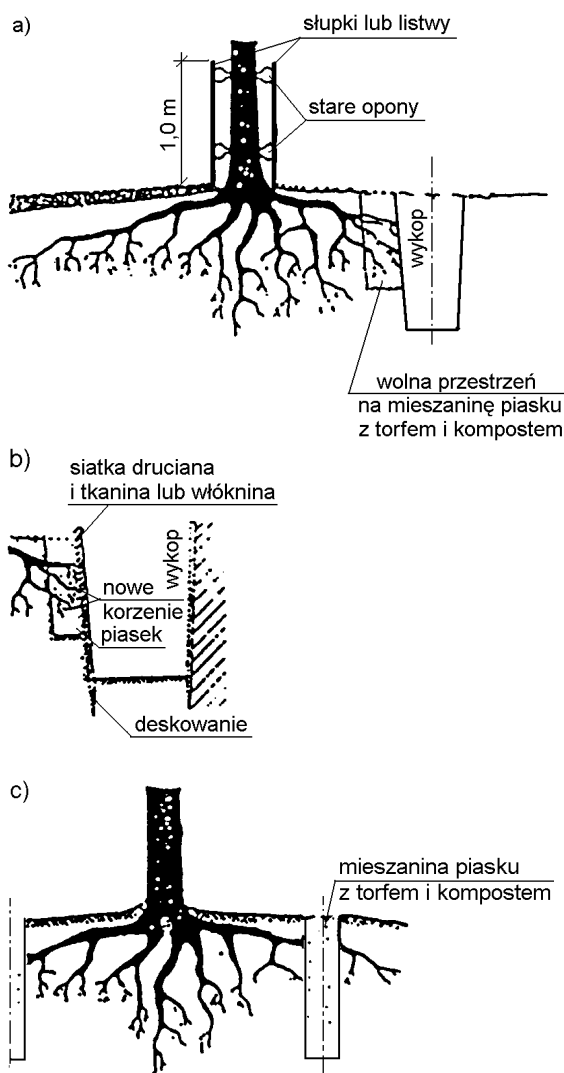 a)
słupki lub listwy
1,0 m
stare opony
wykop
wolna przestrzeń
na mieszaninę piasku
z torfem i kompostem
b)
siatka druciana
i tkanina lub włóknina
wykop
nowe
korzenie
piasek
deskowanie
c)
mieszanina piasku
z torfem i kompostem